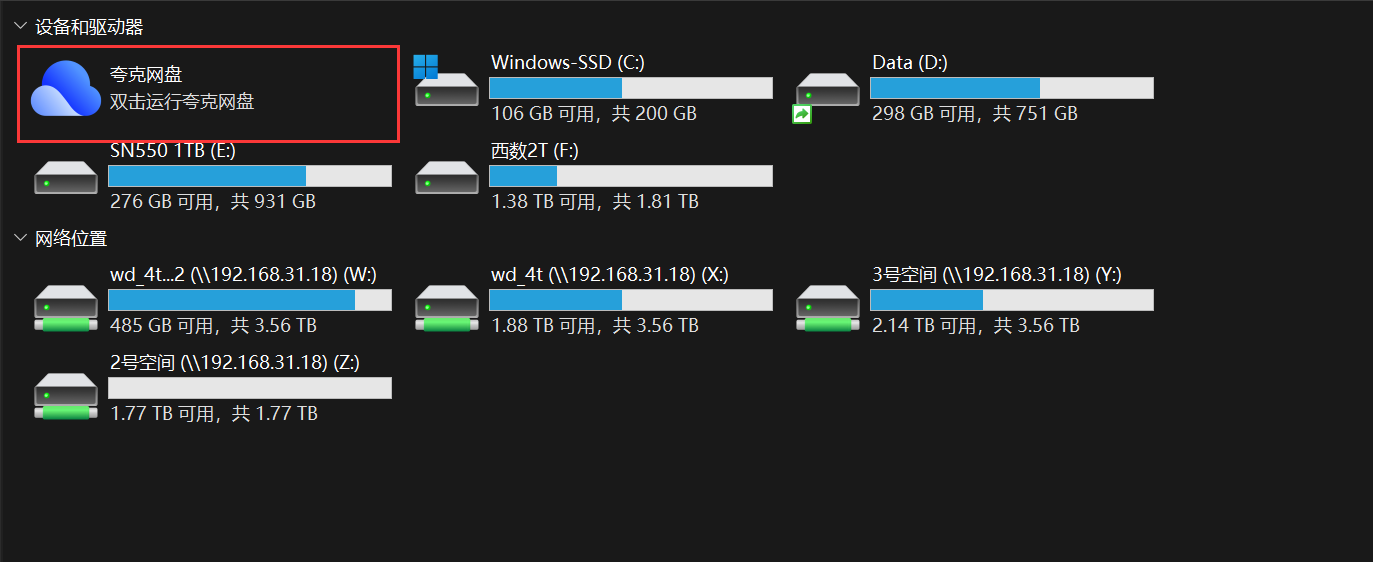 设备和驱动器
夸克网盘
双击运行夸克网盘
Windows-SSD (C:)
106 GB 可用，共 200 GB
Data (D:)
298 GB 可用，共 751 GB
SN550 1TB (E:)
276 GB 可用，共 931 GB
西数2T (F:)
1.38 TB 可用，共 1.81 TB
网络位置
wd_4t...2 (\\192.168.31.18) (W:)
485 GB 可用，共 3.56 TB
wd_4t (\\192.168.31.18) (X:)
1.88 TB 可用，共 3.56 TB
3号空间 (\\192.168.31.18) (Y:)
2.14 TB 可用，共 3.56 TB
2号空间 (\\192.168.31.18) (Z:)
1.77 TB 可用，共 1.77 TB